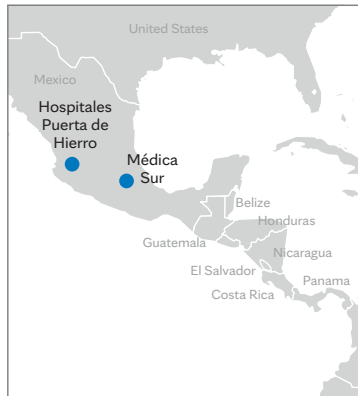 United States
Mexico
Hospitales
Puerta de
Hierro
Médica
Sur
Belize
Honduras
Guatemala
Nicaragua
El Salvador
Panama
Costa Rica